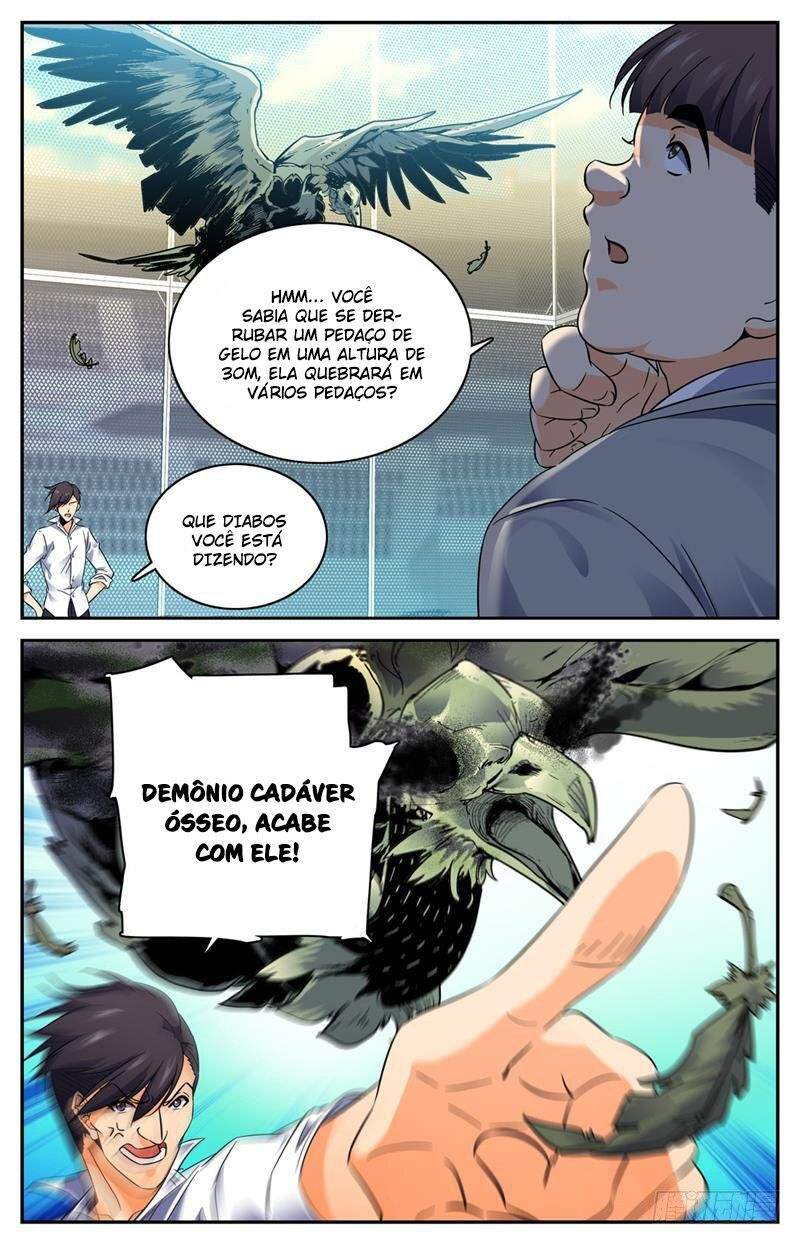 HMM... VOCÊ
SABIA QUE SE DER-
RUBAR UM PEDAÇO DE
GELO EM UMA ALTURA DE
30M, ELA QUEBRARÁ EM
VÁRIOS PEDAÇOS?
QUE DIABOS
VOCÊ ESTÁ
DIZENDO?
DEMÔNIO CADÁVER
ÓSSEO, ACABE
COM ELE!